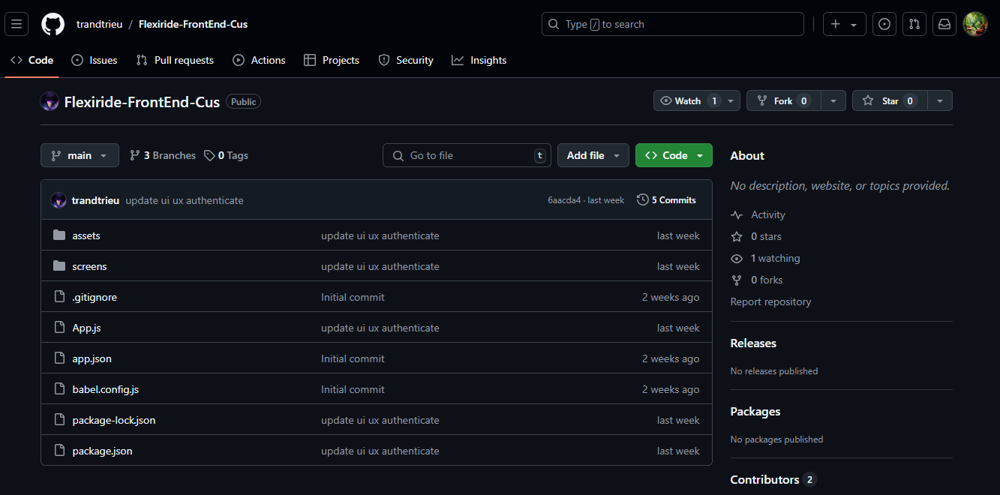 trandtrieu / Flexiride-FrontEnd-Cus Type / to search
Code Issues Pull requests Actions Projects Security Insights
Flexiride-FrontEnd-Cus Public Watch 1 Fork 0 Star 0
main 3 Branches 0 Tags Go to file t Add file Code
trandtrieu update ui ux authenticate 6aacda4 · last week 5 Commits
assets update ui ux authenticate last week
screens update ui ux authenticate last week
.gitignore Initial commit 2 weeks ago
App.js update ui ux authenticate last week
app.json Initial commit 2 weeks ago
babel.config.js Initial commit 2 weeks ago
package-lock.json update ui ux authenticate last week
package.json update ui ux authenticate last week
About
No description, website, or topics provided.
Activity
0 stars
1 watching
0 forks
Report repository
Releases
No releases published
Packages
No packages published
Contributors 2